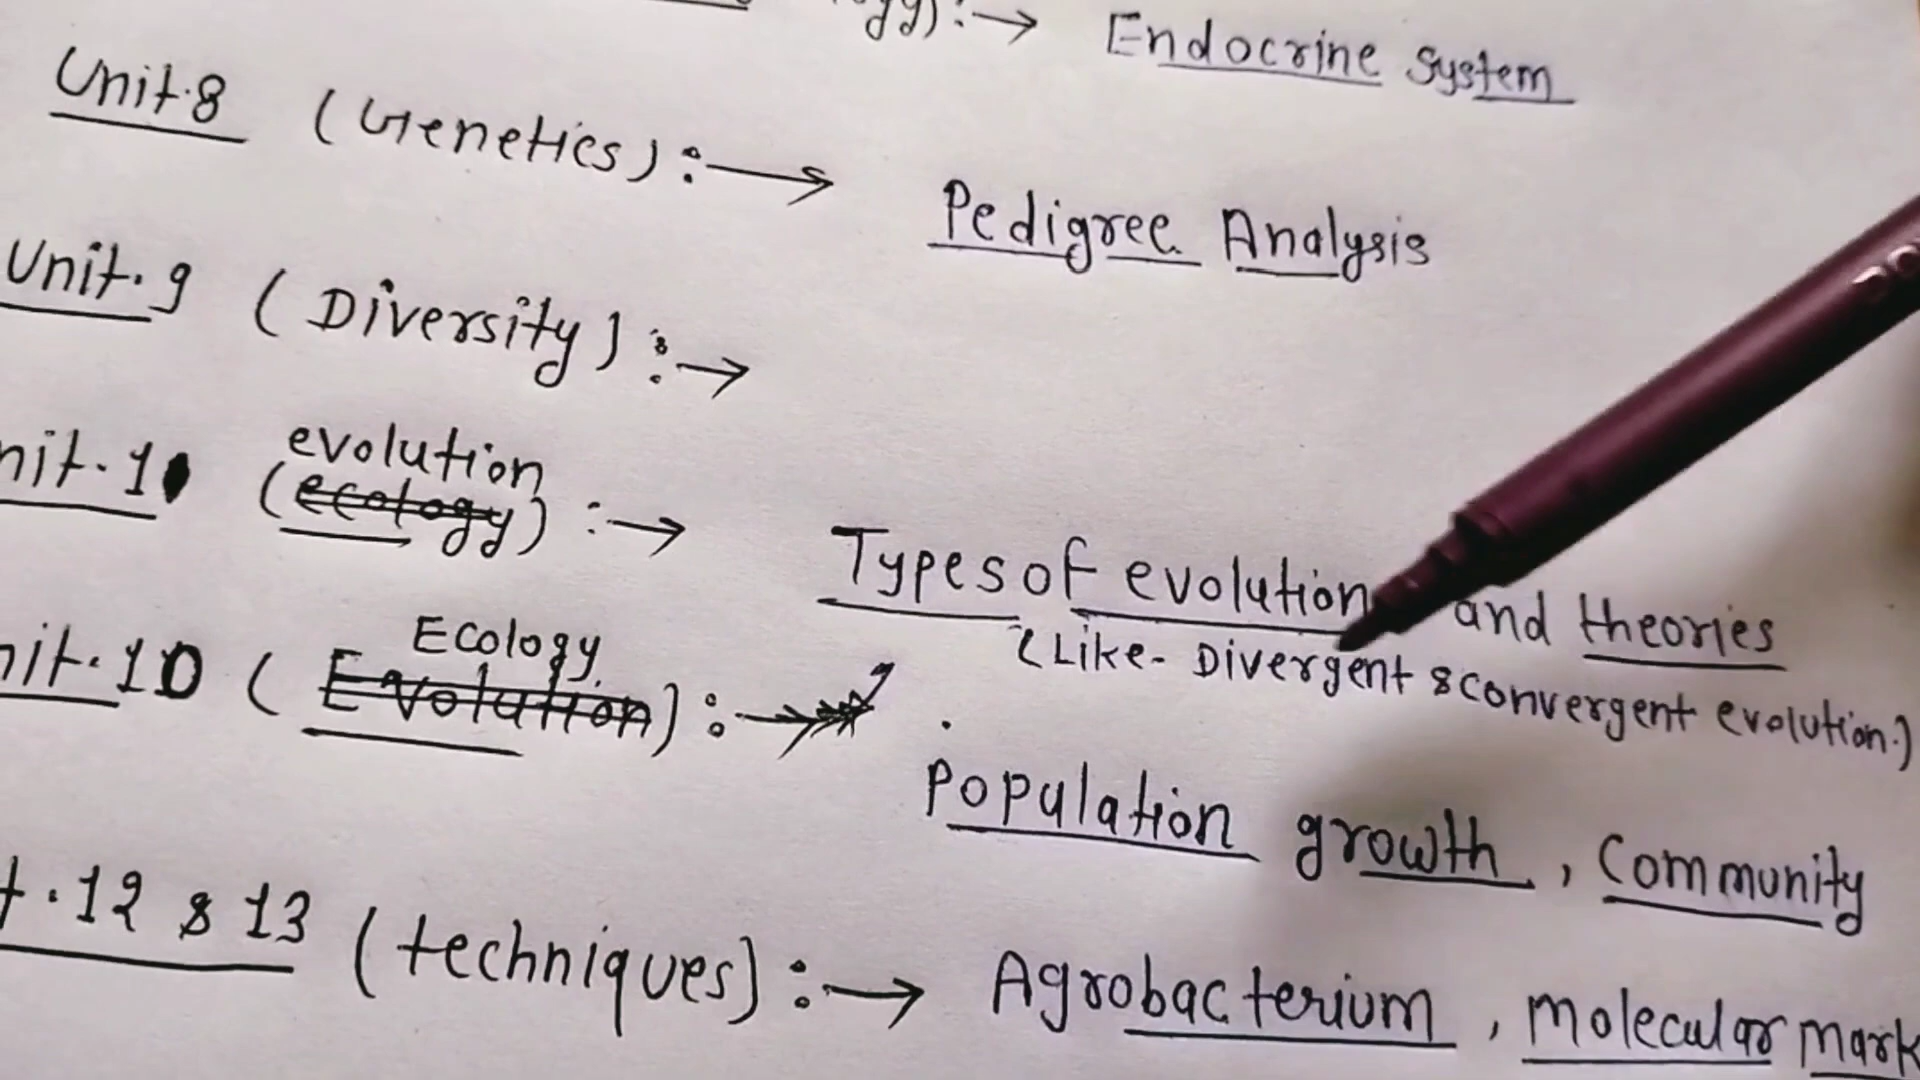 Endocrine System
Unit.8 (Genetics) :→ Pedigree Analysis
Unit.9 (Diversity) :→
evolution
nit.1 (ecology) :→ Types of evolution and theories
(Like- Divergent & convergent evolution.)
Ecology
nit.10 (Evolution) :→
Population growth, Community
t.12 & 13 (techniques) :→ Agrobacterium, Molecular Mark